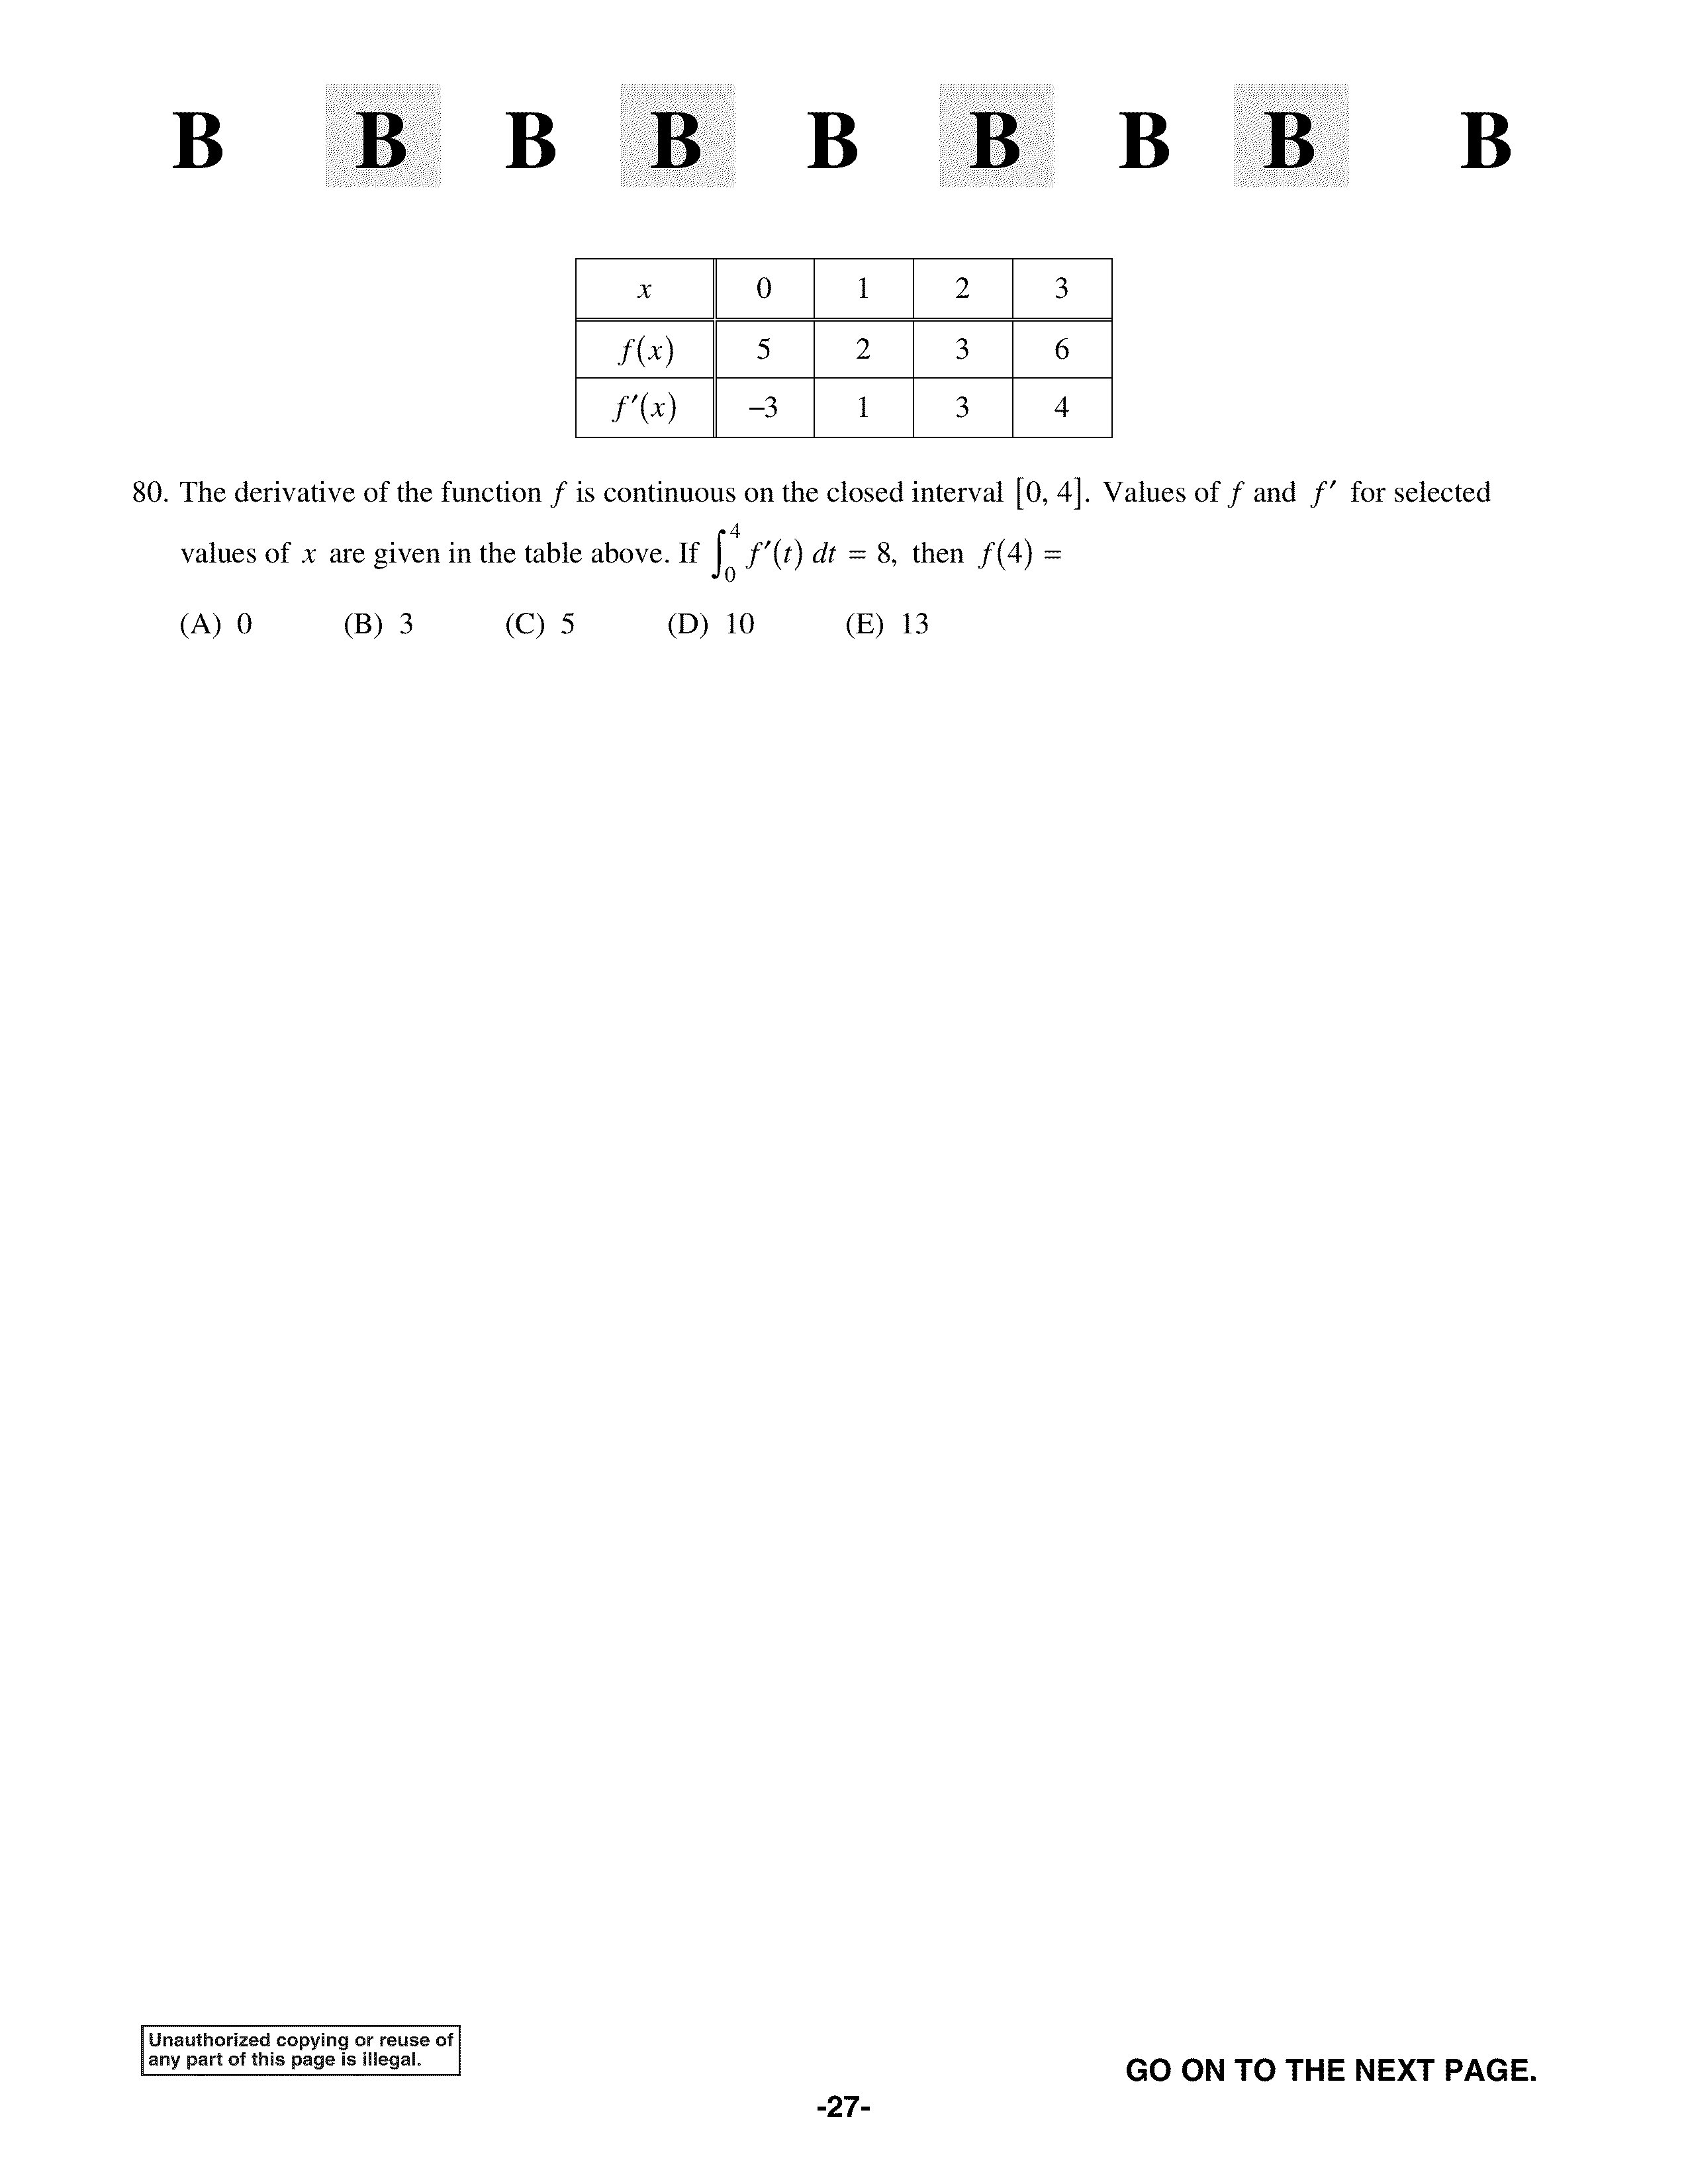 B B B B B B B B B
x 0 1 2 3
f(x) 5 2 3 6
f′(x) −3 1 3 4
80. The derivative of the function f is continuous on the closed interval [0, 4]. Values of f and f′ for selected
values of x are given in the table above. If ∫₀⁴ f′(t) dt = 8, then f(4) =
(A) 0 (B) 3 (C) 5 (D) 10 (E) 13
Unauthorized copying or reuse of
any part of this page is illegal.
GO ON TO THE NEXT PAGE.
-27-